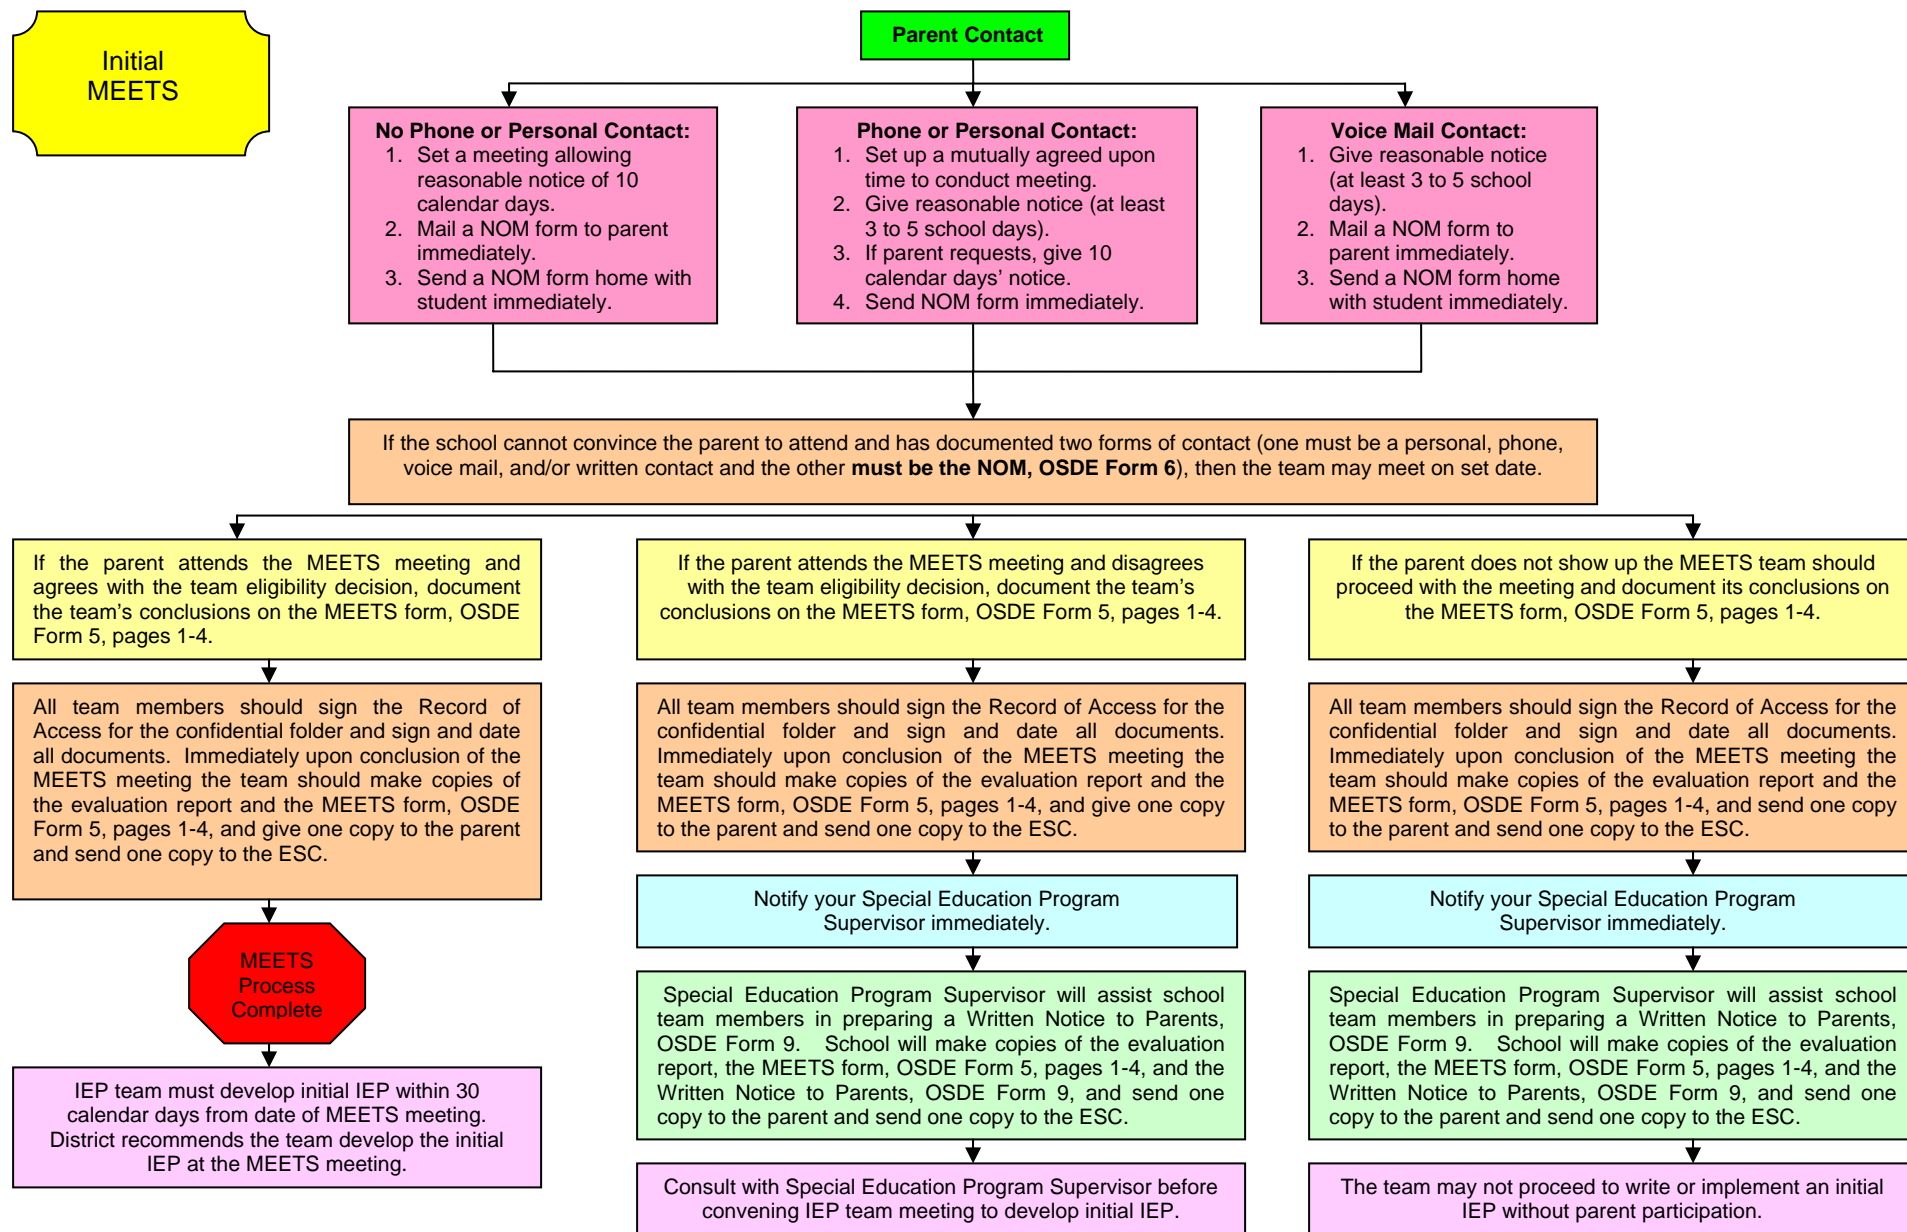 Initial
MEETS
Parent Contact
No Phone or Personal Contact:
1. Set a meeting allowing
reasonable notice of 10
calendar days.
2. Mail a NOM form to parent
immediately.
3. Send a NOM form home with
student immediately.
Phone or Personal Contact:
1. Set up a mutually agreed upon
time to conduct meeting.
2. Give reasonable notice (at least
3 to 5 school days).
3. If parent requests, give 10
calendar days’ notice.
4. Send NOM form immediately.
Voice Mail Contact:
1. Give reasonable notice
(at least 3 to 5 school
days).
2. Mail a NOM form to
parent immediately.
3. Send a NOM form home
with student immediately.
If the school cannot convince the parent to attend and has documented two forms of contact (one must be a personal, phone,
voice mail, and/or written contact and the other must be the NOM, OSDE Form 6), then the team may meet on set date.
If the parent attends the MEETS meeting and
agrees with the team eligibility decision, document
the team’s conclusions on the MEETS form, OSDE
Form 5, pages 1-4.
If the parent attends the MEETS meeting and disagrees
with the team eligibility decision, document the team’s
conclusions on the MEETS form, OSDE Form 5, pages 1-4.
If the parent does not show up the MEETS team should
proceed with the meeting and document its conclusions on
the MEETS form, OSDE Form 5, pages 1-4.
All team members should sign the Record of
Access for the confidential folder and sign and date
all documents. Immediately upon conclusion of the
MEETS meeting the team should make copies of
the evaluation report and the MEETS form, OSDE
Form 5, pages 1-4, and give one copy to the parent
and send one copy to the ESC.
All team members should sign the Record of Access for the
confidential folder and sign and date all documents.
Immediately upon conclusion of the MEETS meeting the
team should make copies of the evaluation report and the
MEETS form, OSDE Form 5, pages 1-4, and give one copy
to the parent and send one copy to the ESC.
All team members should sign the Record of Access for the
confidential folder and sign and date all documents.
Immediately upon conclusion of the MEETS meeting the
team should make copies of the evaluation report and the
MEETS form, OSDE Form 5, pages 1-4, and send one copy
to the parent and send one copy to the ESC.
Notify your Special Education Program
Supervisor immediately.
Notify your Special Education Program
Supervisor immediately.
MEETS
Process
Complete
Special Education Program Supervisor will assist school
team members in preparing a Written Notice to Parents,
OSDE Form 9. School will make copies of the evaluation
report, the MEETS form, OSDE Form 5, pages 1-4, and the
Written Notice to Parents, OSDE Form 9, and send one
copy to the parent and send one copy to the ESC.
Special Education Program Supervisor will assist school
team members in preparing a Written Notice to Parents,
OSDE Form 9. School will make copies of the evaluation
report, the MEETS form, OSDE Form 5, pages 1-4, and the
Written Notice to Parents, OSDE Form 9, and send one
copy to the parent and send one copy to the ESC.
IEP team must develop initial IEP within 30
calendar days from date of MEETS meeting.
District recommends the team develop the initial
IEP at the MEETS meeting.
Consult with Special Education Program Supervisor before
convening IEP team meeting to develop initial IEP.
The team may not proceed to write or implement an initial
IEP without parent participation.